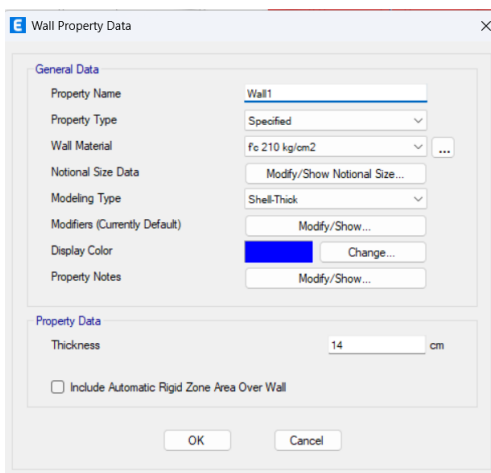 E Wall Property Data
General Data
Property Name Wall1
Property Type Specified
Wall Material f'c 210 kg/cm2 ...
Notional Size Data Modify/Show Notional Size...
Modeling Type Shell-Thick
Modifiers (Currently Default) Modify/Show...
Display Color Change...
Property Notes Modify/Show...
Property Data
Thickness 14 cm
Include Automatic Rigid Zone Area Over Wall
OK Cancel